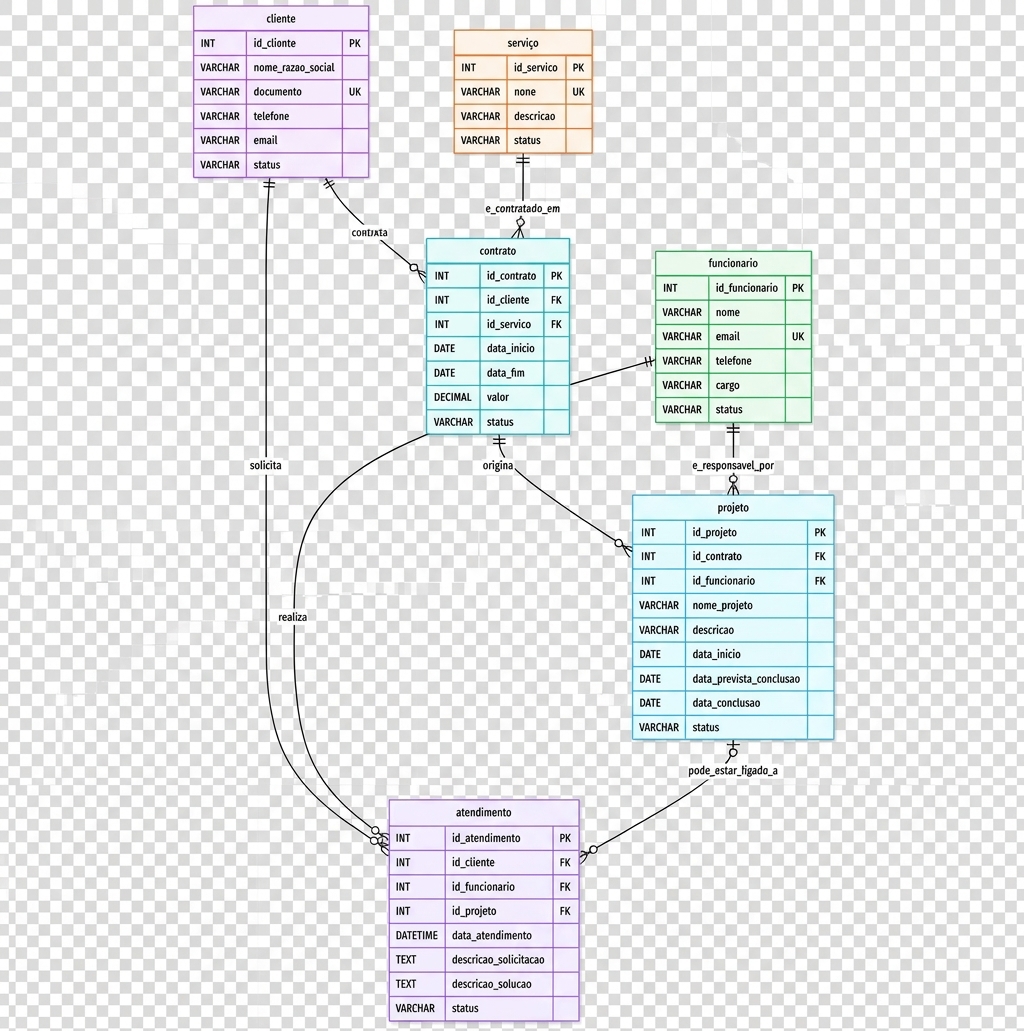 cliente
INT id_clionte PK
VARCHAR nome_razao_social
VARCHAR documento UK
VARCHAR telefone
VARCHAR email
VARCHAR status
serviço
INT id_servico PK
VARCHAR none UK
VARCHAR descricao
VARCHAR status
e_contratado_em
contrata
contrato
INT id_contrato PK
INT id_cliente FK
INT id_servico FK
DATE data_inicio
DATE data_fim
DECIMAL valor
VARCHAR status
funcionario
INT id_funcionario PK
VARCHAR nome
VARCHAR email UK
VARCHAR telefone
VARCHAR cargo
VARCHAR status
solicita
origina
e_responsavel_por
projeto
INT id_projeto PK
INT id_contrato FK
INT id_funcionario FK
VARCHAR nome_projeto
VARCHAR descricao
DATE data_inicio
DATE data_prevista_conclusao
DATE data_conclusao
VARCHAR status
realiza
pode_estar_ligado_a
atendimento
INT id_atendimento PK
INT id_cliente FK
INT id_funcionario FK
INT id_projeto FK
DATETIME data_atendimento
TEXT descricao_solicitacao
TEXT descricao_solucao
VARCHAR status